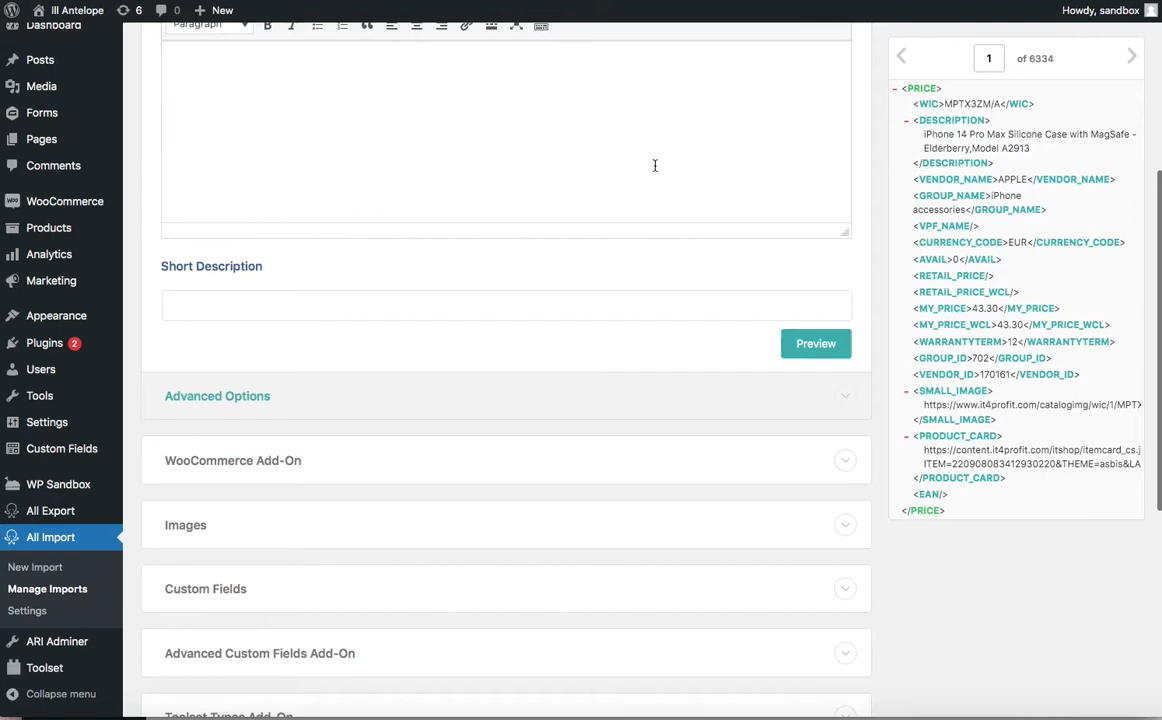 Ill Antelope
6
0
New
Howdy, sandbox
Dashboard
Posts
Media
Forms
Pages
Comments
WooCommerce
Products
Analytics
Marketing
Appearance
Plugins 2
Users
Tools
Settings
Custom Fields
WP Sandbox
All Export
All Import
New Import
Manage Imports
Settings
ARI Adminer
Toolset
Collapse menu
Paragraph
Short Description
Preview
Advanced Options
WooCommerce Add-On
Images
Custom Fields
Advanced Custom Fields Add-On
Toolset Types Add-On
1 of 6334
- <PRICE>
<WIC>MPTX3ZM/A</WIC>
- <DESCRIPTION>
iPhone 14 Pro Max Silicone Case with MagSafe -
Elderberry,Model A2913
</DESCRIPTION>
<VENDOR_NAME>APPLE</VENDOR_NAME>
<GROUP_NAME>iPhone
accessories</GROUP_NAME>
<VPF_NAME/>
<CURRENCY_CODE>EUR</CURRENCY_CODE>
<AVAIL>0</AVAIL>
<RETAIL_PRICE/>
<RETAIL_PRICE_WCL/>
<MY_PRICE>43.30</MY_PRICE>
<MY_PRICE_WCL>43.30</MY_PRICE_WCL>
<WARRANTYTERM>12</WARRANTYTERM>
<GROUP_ID>702</GROUP_ID>
<VENDOR_ID>170161</VENDOR_ID>
- <SMALL_IMAGE>
https://www.it4profit.com/catalogimg/wic/1/MPTX
</SMALL_IMAGE>
- <PRODUCT_CARD>
https://content.it4profit.com/itshop/itemcard_cs.j
ITEM=220908083412930220&THEME=asbis&LA
</PRODUCT_CARD>
<EAN/>
</PRICE>